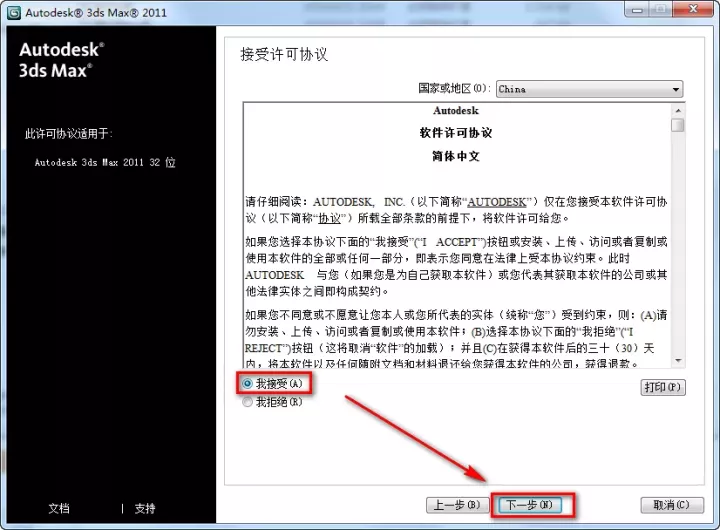 Autodesk® 3ds Max® 2011
Autodesk®
3ds Max®
此许可协议适用于:
Autodesk 3ds Max 2011 32 位
接受许可协议
国家或地区(O): China
Autodesk
软件许可协议
简体中文
请仔细阅读：AUTODESK, INC.（以下简称“AUTODESK”）仅在您接受本软件许可协
议（以下简称“协议”）所载全部条款的前提下，将软件许可给您。
如果您选择本协议下面的“我接受”(“I ACCEPT”)按钮或安装、上传、访问或者复制或
使用本软件的全部或任何一部分，即表示您同意在法律上受本协议约束。此时
AUTODESK 与您（如果您是为自己获取本软件）或您代表其获取本软件的公司或其
他法律实体之间即构成契约。
如果您不同意或不愿意让您本人或您所代表的实体（统称“您”）受到约束，则：(A)请
勿安装、上传、访问或者复制或使用本软件；(B)选择本协议下面的“我拒绝”(“I
REJECT”)按钮（这将取消“软件”的加载）；并且(C)在获得本软件后的三十（30）天
内，将本软件以及任何随附文档和材料退还给您获得本软件的公司，获得退款。
我接受(A)
我拒绝(R)
打印(P)
文档 | 支持
上一步(B) 下一步(N) 取消(C)